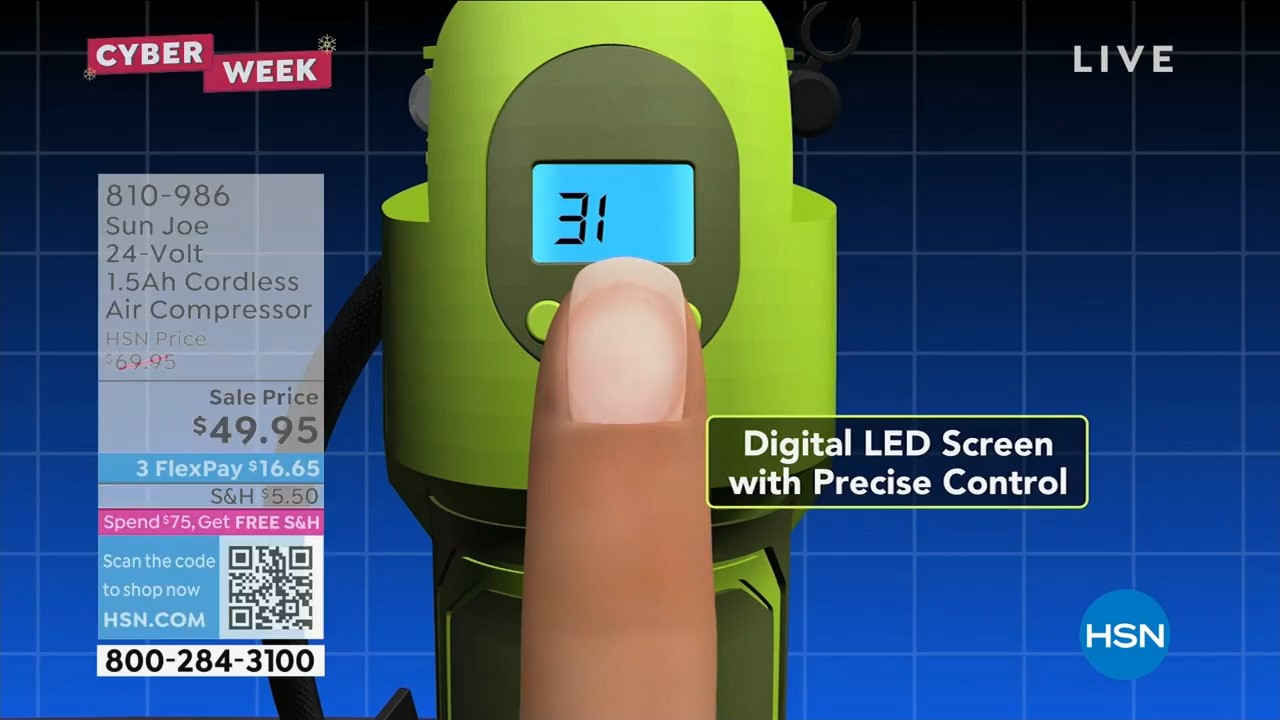 CYBER
WEEK
LIVE
810-986
Sun Joe
24-Volt
1.5Ah Cordless
Air Compressor
HSN Price
$69.95
Sale Price
$49.95
3 FlexPay $16.65
S&H $5.50
Spend $75, Get FREE S&H
Scan the code
to shop now
HSN.COM
800-284-3100
31
Digital LED Screen
with Precise Control
HSN